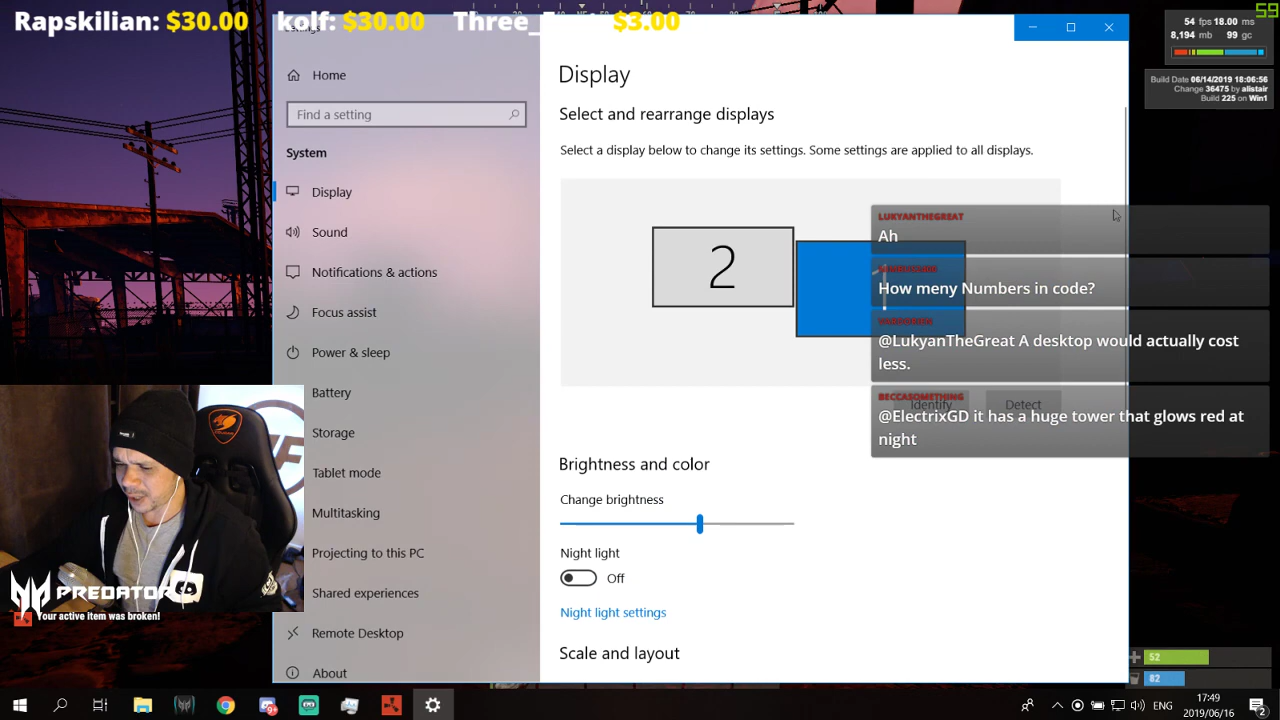 Rapskilian: $30.00 kolf: $30.00 Three_ $3.00
59
54 fps 18.00 ms
8,194 mb 99 gc
Build Date 06/14/2019 18:06:56
Change 36475 by alistair
Build 225 on Win1
Home
Find a setting
System
Display
Sound
Notifications & actions
Focus assist
Power & sleep
Battery
Storage
Tablet mode
Multitasking
Projecting to this PC
Shared experiences
Remote Desktop
About
Display
Select and rearrange displays
Select a display below to change its settings. Some settings are applied to all displays.
2
1
Identify
Detect
Brightness and color
Change brightness
Night light
Off
Night light settings
Scale and layout
LUKYANTHEGREAT
Ah
How meny Numbers in code?
@LukyanTheGreat A desktop would actually cost
less.
BECCASOMETHING
@ElectrixGD it has a huge tower that glows red at
night
PREDATOR
Your active item was broken!
52
82
ENG
17:49
2019/06/16
2